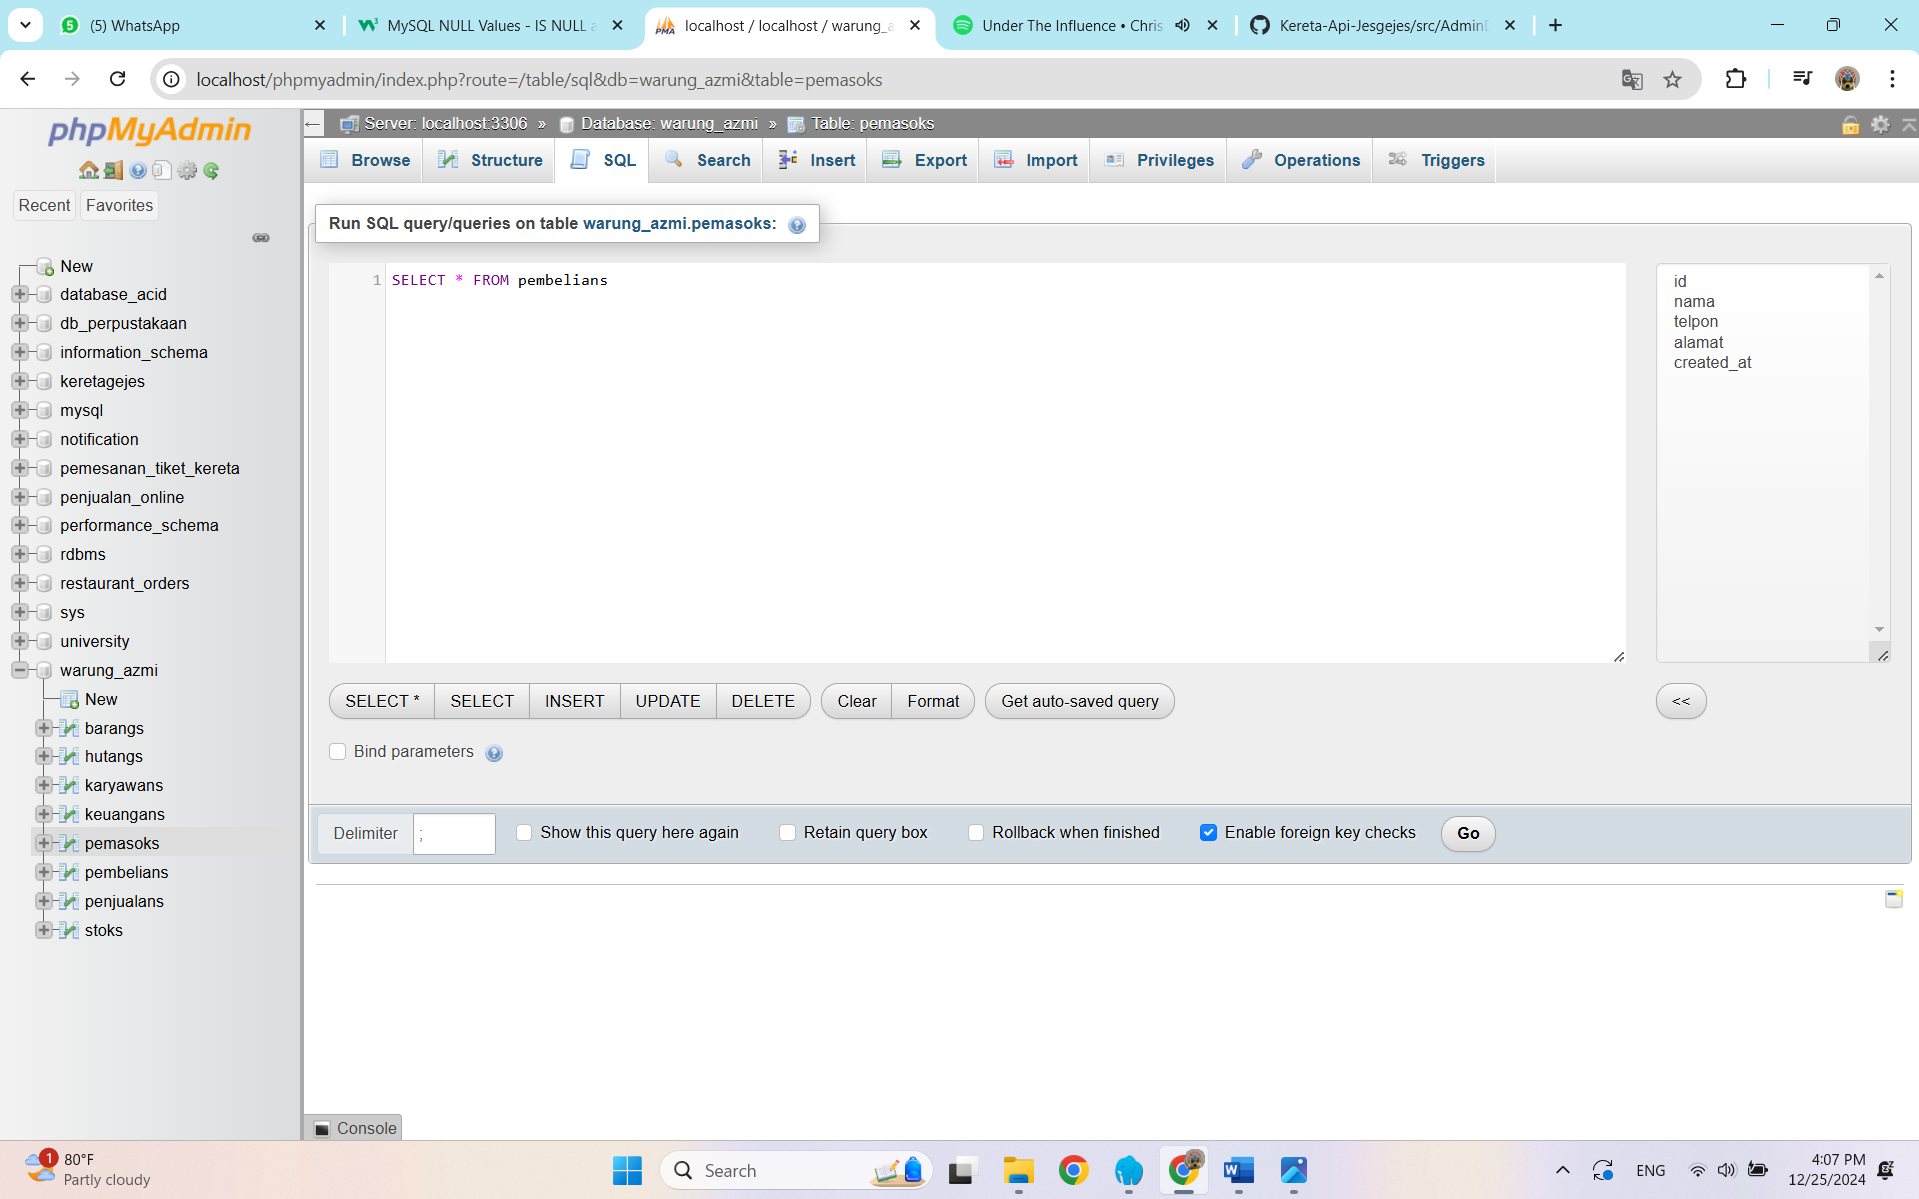 (5) WhatsApp
MySQL NULL Values - IS NULL a
localhost / localhost / warung_a
Under The Influence • Chris
Kereta-Api-Jesgejes/src/Admin
localhost/phpmyadmin/index.php?route=/table/sql&db=warung_azmi&table=pemasoks
phpMyAdmin
Recent
Favorites
New
database_acid
db_perpustakaan
information_schema
keretagejes
mysql
notification
pemesanan_tiket_kereta
penjualan_online
performance_schema
rdbms
restaurant_orders
sys
university
warung_azmi
New
barangs
hutangs
karyawans
keuangans
pemasoks
pembelians
penjualans
stoks
Server: localhost:3306 » Database: warung_azmi » Table: pemasoks
Browse
Structure
SQL
Search
Insert
Export
Import
Privileges
Operations
Triggers
Run SQL query/queries on table warung_azmi.pemasoks:
1 SELECT * FROM pembelians
id
nama
telpon
alamat
created_at
SELECT *
SELECT
INSERT
UPDATE
DELETE
Clear
Format
Get auto-saved query
<<
Bind parameters
Delimiter ;
Show this query here again
Retain query box
Rollback when finished
Enable foreign key checks
Go
Console
1
80°F
Partly cloudy
Search
ENG
4:07 PM
12/25/2024